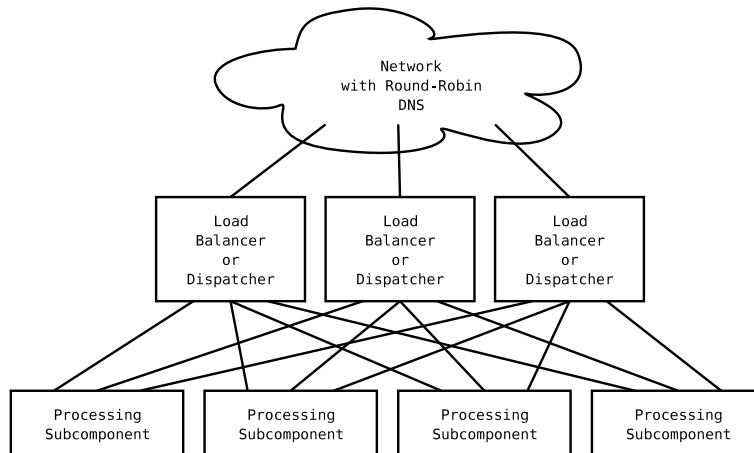 Network
with Round-Robin
DNS
Load
Balancer
or
Dispatcher
Load
Balancer
or
Dispatcher
Load
Balancer
or
Dispatcher
Processing
Subcomponent
Processing
Subcomponent
Processing
Subcomponent
Processing
Subcomponent